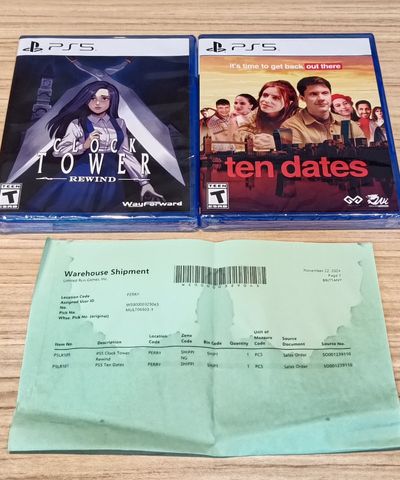 PS5
CLOCK
TOWER
REWIND
TEEN
T
ESRB
WayForward
PS5
It's time to get back out there
ten dates
TEEN
T
ESRB
Warehouse Shipment
Limited Run Games, Inc.
November 22, 2024
Page 1
BRITTANY
Location Code PERRY
Assigned User ID
No.
Pick No.
Whse. Pick No. (original)
Item No. Description Location Code Zone Code Bin Code Quantity Unit of Measure Code Source Document Source No.
PS5 Clock Tower Rewind PERRY SHIPPING SHIP1 1 PCS Sales Order
PS5 Ten Dates PERRY SHIPPI 1 PCS Sales Order